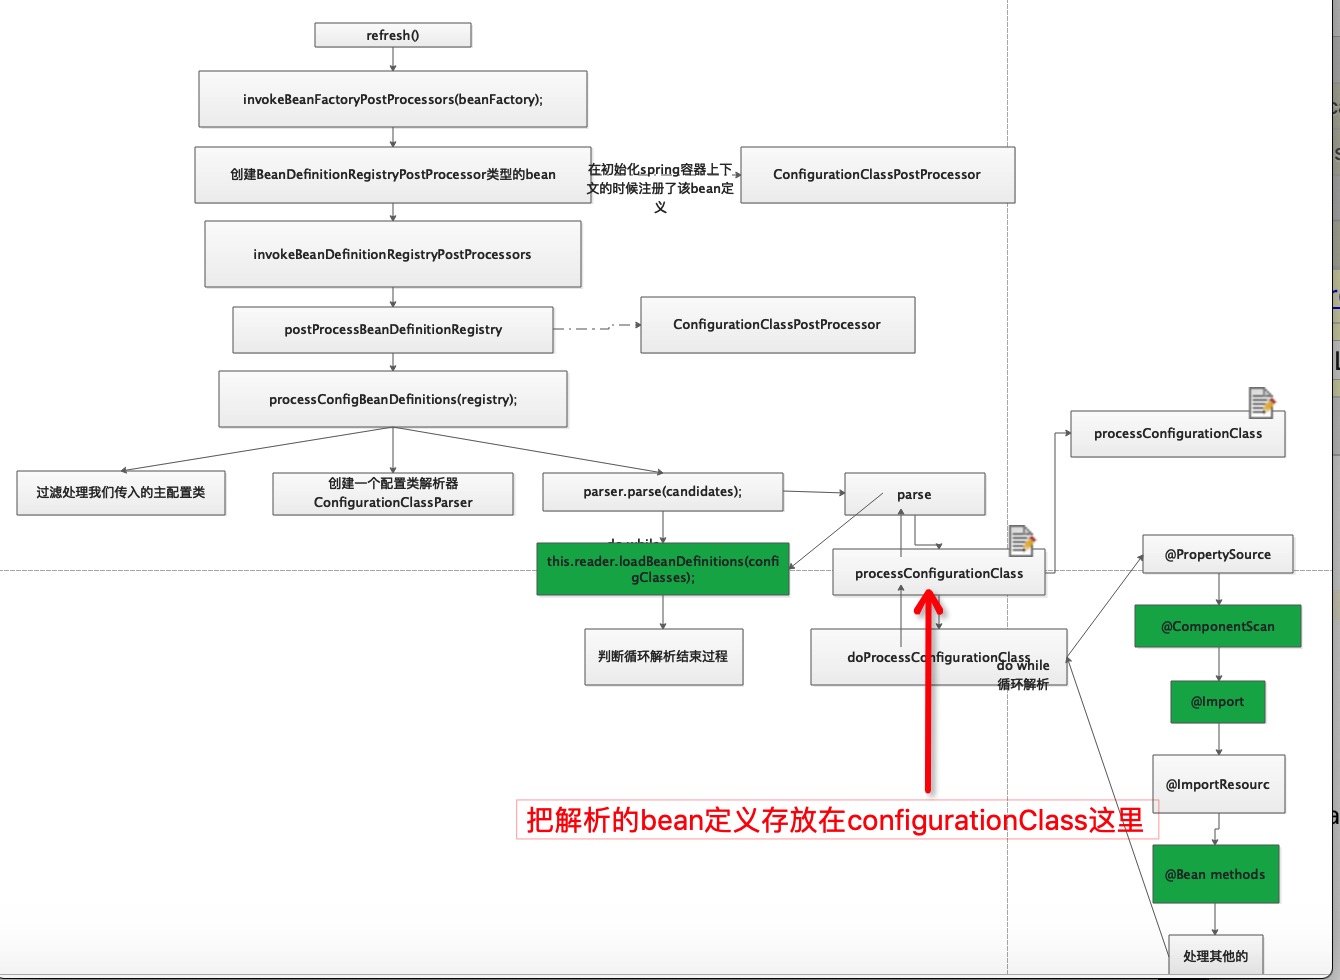 refresh()
invokeBeanFactoryPostProcessors(beanFactory);
创建BeanDefinitionRegistryPostProcessor类型的bean
在初始化spring容器上下
文的时候注册了该bean定
义
ConfigurationClassPostProcessor
invokeBeanDefinitionRegistryPostProcessors
postProcessBeanDefinitionRegistry
ConfigurationClassPostProcessor
processConfigBeanDefinitions(registry);
过滤处理我们传入的主配置类
创建一个配置类解析器
ConfigurationClassParser
parser.parse(candidates);
parse
processConfigurationClass
do while
this.reader.loadBeanDefinitions(confi
gClasses);
processConfigurationClass
@PropertySource
@ComponentScan
判断循环解析结束过程
doProcessConfigurationClass
do while
循环解析
@Import
@ImportResourc
把解析的bean定义存放在configurationClass这里
@Bean methods
处理其他的